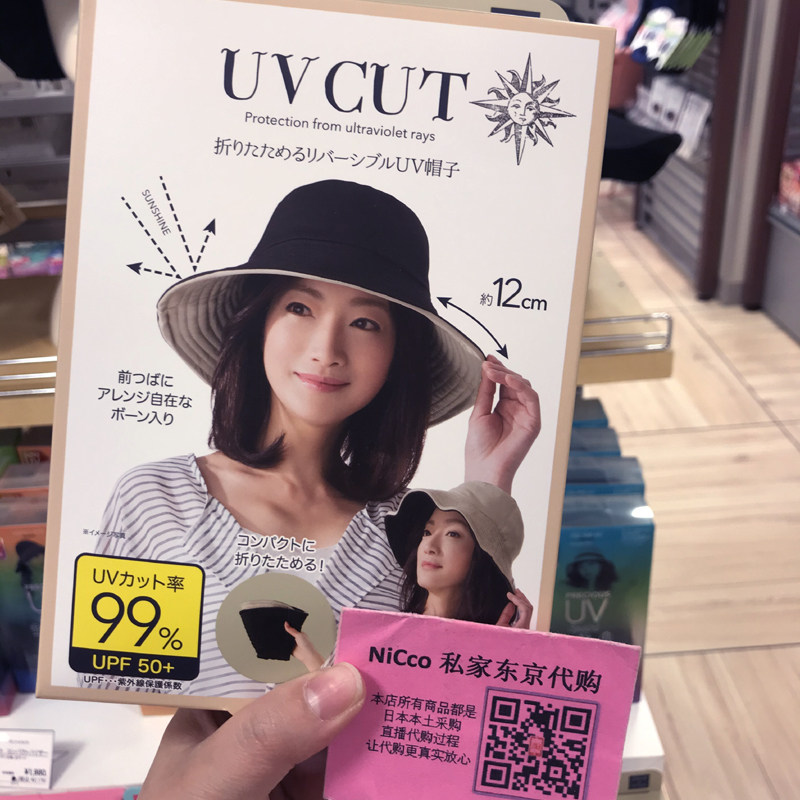 UV CUT
Protection from ultraviolet rays
折りたためるリバーシブルUV帽子
SUNSHINE
約12cm
前つばに
アレンジ自在な
ボーン入り
※イメージ写真
コンパクトに
折りたためる!
UVカット率
99%
UPF 50+
UPF・・・紫外線保護係数
NiCco 私家东京代购
本店所有商品都是
日本本土采购
直播代购过程
让代购更真实放心
PRECIOUS
UV